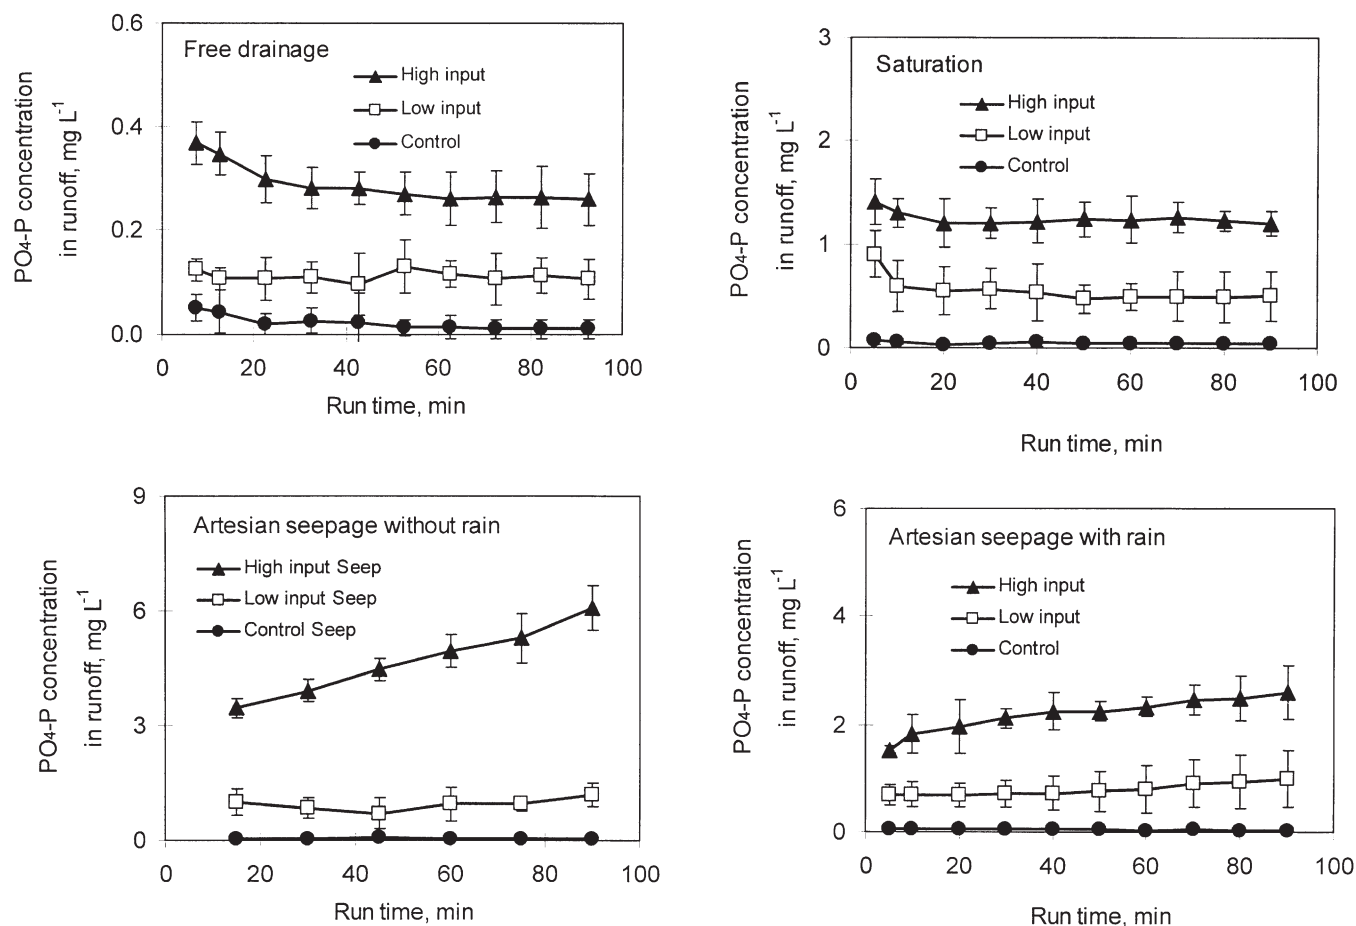 Free drainage
High input
Low input
Control
0.6
0.4
0.2
0.0
PO4-P concentration
in runoff, mg L-1
0 20 40 60 80 100
Run time, min
Saturation
High input
Low input
Control
3
2
1
0
PO4-P concentration
in runoff, mg L-1
0 20 40 60 80 100
Run time, min
Artesian seepage without rain
High input Seep
Low input Seep
Control Seep
9
6
3
0
PO4-P concentration
in runoff, mg L-1
0 20 40 60 80 100
Run time, min
Artesian seepage with rain
High input
Low input
Control
6
4
2
0
PO4-P concentration
in runoff, mg L-1
0 20 40 60 80 100
Run time, min